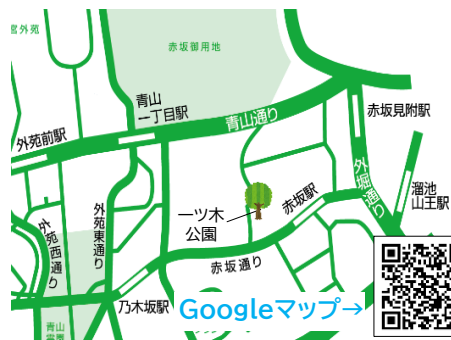 宮外苑
赤坂御用地
青山
一丁目駅
外苑前駅
青山通り
赤坂見附駅
外堀通り
溜池
山王駅
一ツ木
公園
赤坂駅
外苑西通り
外苑東通り
赤坂通り
乃木坂駅
Googleマップ→
青山